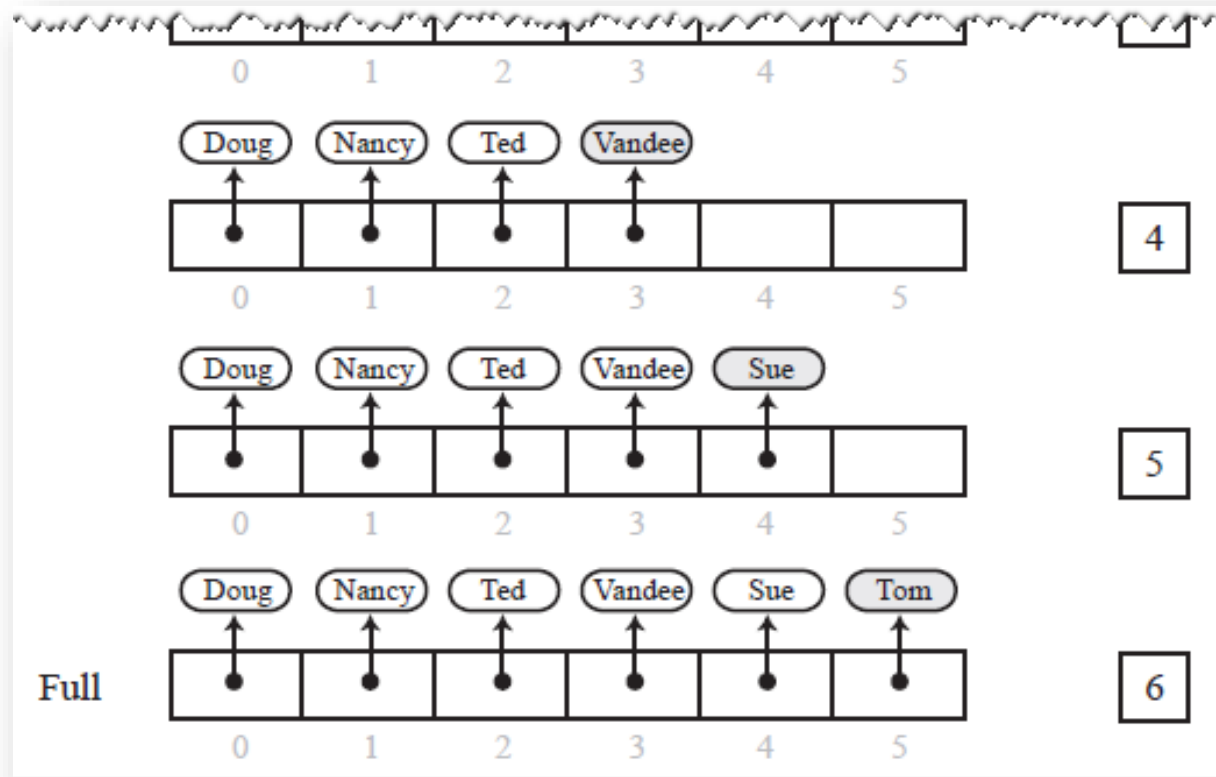 0 1 2 3 4 5
Doug Nancy Ted Vandee
4
0 1 2 3 4 5
Doug Nancy Ted Vandee Sue
5
0 1 2 3 4 5
Doug Nancy Ted Vandee Sue Tom
Full 6
0 1 2 3 4 5